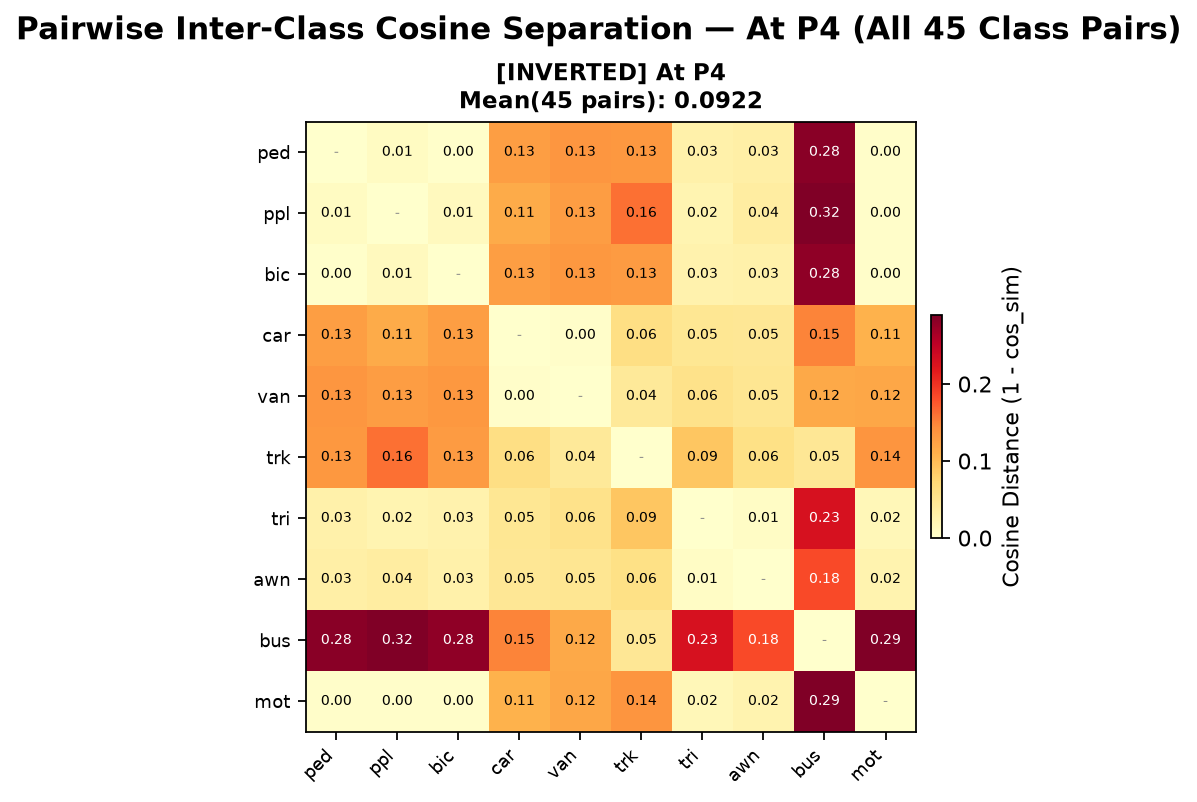 Pairwise Inter-Class Cosine Separation — At P4 (All 45 Class Pairs)
[INVERTED] At P4
Mean(45 pairs): 0.0922
ped - 0.01 0.00 0.13 0.13 0.13 0.03 0.03 0.28 0.00
ppl 0.01 - 0.01 0.11 0.13 0.16 0.02 0.04 0.32 0.00
bic 0.00 0.01 - 0.13 0.13 0.13 0.03 0.03 0.28 0.00
car 0.13 0.11 0.13 - 0.00 0.06 0.05 0.05 0.15 0.11
van 0.13 0.13 0.13 0.00 - 0.04 0.06 0.05 0.12 0.12
trk 0.13 0.16 0.13 0.06 0.04 - 0.09 0.06 0.05 0.14
tri 0.03 0.02 0.03 0.05 0.06 0.09 - 0.01 0.23 0.02
awn 0.03 0.04 0.03 0.05 0.05 0.06 0.01 - 0.18 0.02
bus 0.28 0.32 0.28 0.15 0.12 0.05 0.23 0.18 - 0.29
mot 0.00 0.00 0.00 0.11 0.12 0.14 0.02 0.02 0.29 -
ped ppl bic car van trk tri awn bus mot
0.2
0.1
0.0
Cosine Distance (1 - cos_sim)